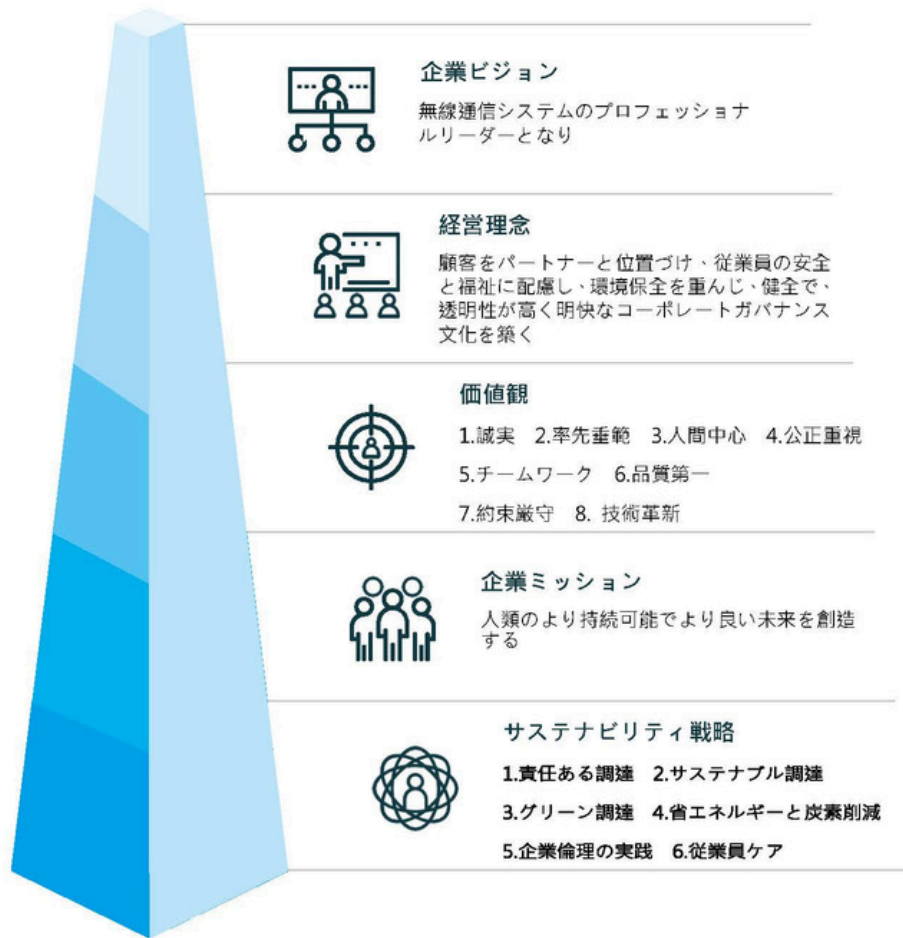 企業ビジョン
無線通信システムのプロフェッショナ
ルリーダーとなり
経営理念
顧客をパートナーと位置づけ、従業員の安全
と福祉に配慮し、環境保全を重んじ、健全で、
透明性が高く明快なコーポレートガバナンス
文化を築く
価値観
1.誠実 2.率先垂範 3.人間中心 4.公正重視
5.チームワーク 6.品質第一
7.約束厳守 8. 技術革新
企業ミッション
人類のより持続可能でより良い未来を創造
する
サステナビリティ戦略
1.責任ある調達 2.サステナブル調達
3.グリーン調達 4.省エネルギーと炭素削減
5.企業倫理の実践 6.従業員ケア